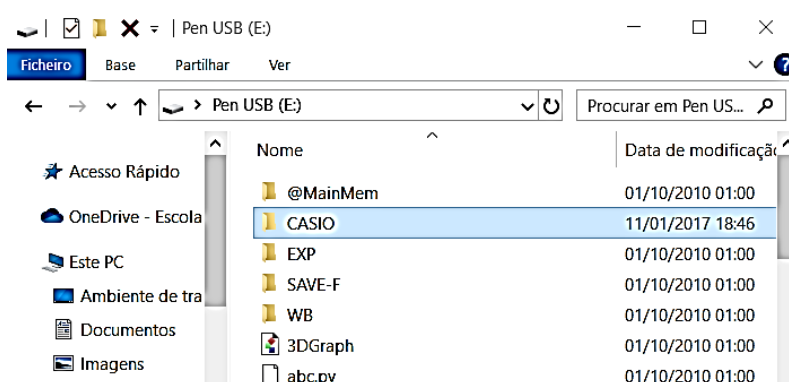 Pen USB (E:)
Ficheiro Base Partilhar Ver ?
Pen USB (E:) Procurar em Pen US...
Nome Data de modificaçã
Acesso Rápido
@MainMem 01/10/2010 01:00
OneDrive - Escola
CASIO 11/01/2017 18:46
Este PC
EXP 01/10/2010 01:00
Ambiente de tra
SAVE-F 01/10/2010 01:00
Documentos
WB 01/10/2010 01:00
Imagens
3DGraph 01/10/2010 01:00
abc.py 01/10/2010 01:00